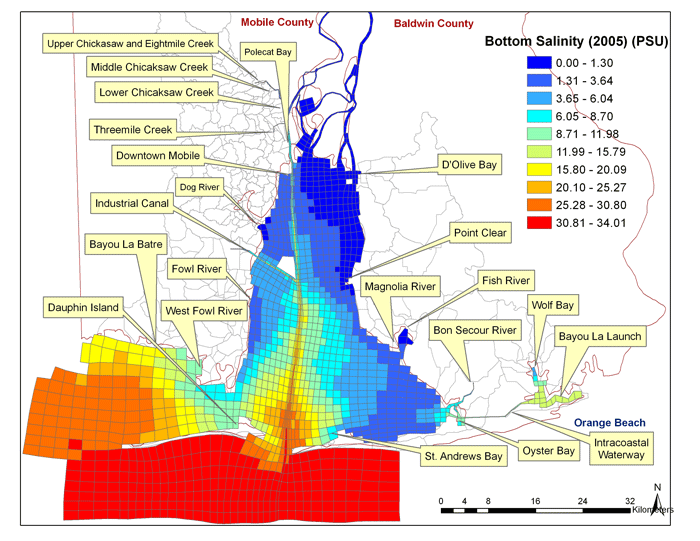 Mobile County
Baldwin County
Upper Chickasaw and Eightmile Creek
Polecat Bay
Middle Chicaksaw Creek
Lower Chicaksaw Creek
Threemile Creek
Downtown Mobile
Dog River
Industrial Canal
Bayou La Batre
Fowl River
Dauphin Island
West Fowl River
Bottom Salinity (2005) (PSU)
0.00 - 1.30
1.31 - 3.64
3.65 - 6.04
6.05 - 8.70
8.71 - 11.98
11.99 - 15.79
15.80 - 20.09
20.10 - 25.27
25.28 - 30.80
30.81 - 34.01
D'Olive Bay
Point Clear
Magnolia River
Fish River
Bon Secour River
Wolf Bay
Bayou La Launch
Orange Beach
Intracoastal
Waterway
Oyster Bay
St. Andrews Bay
N
0 4 8 16 24 32
Kilometers